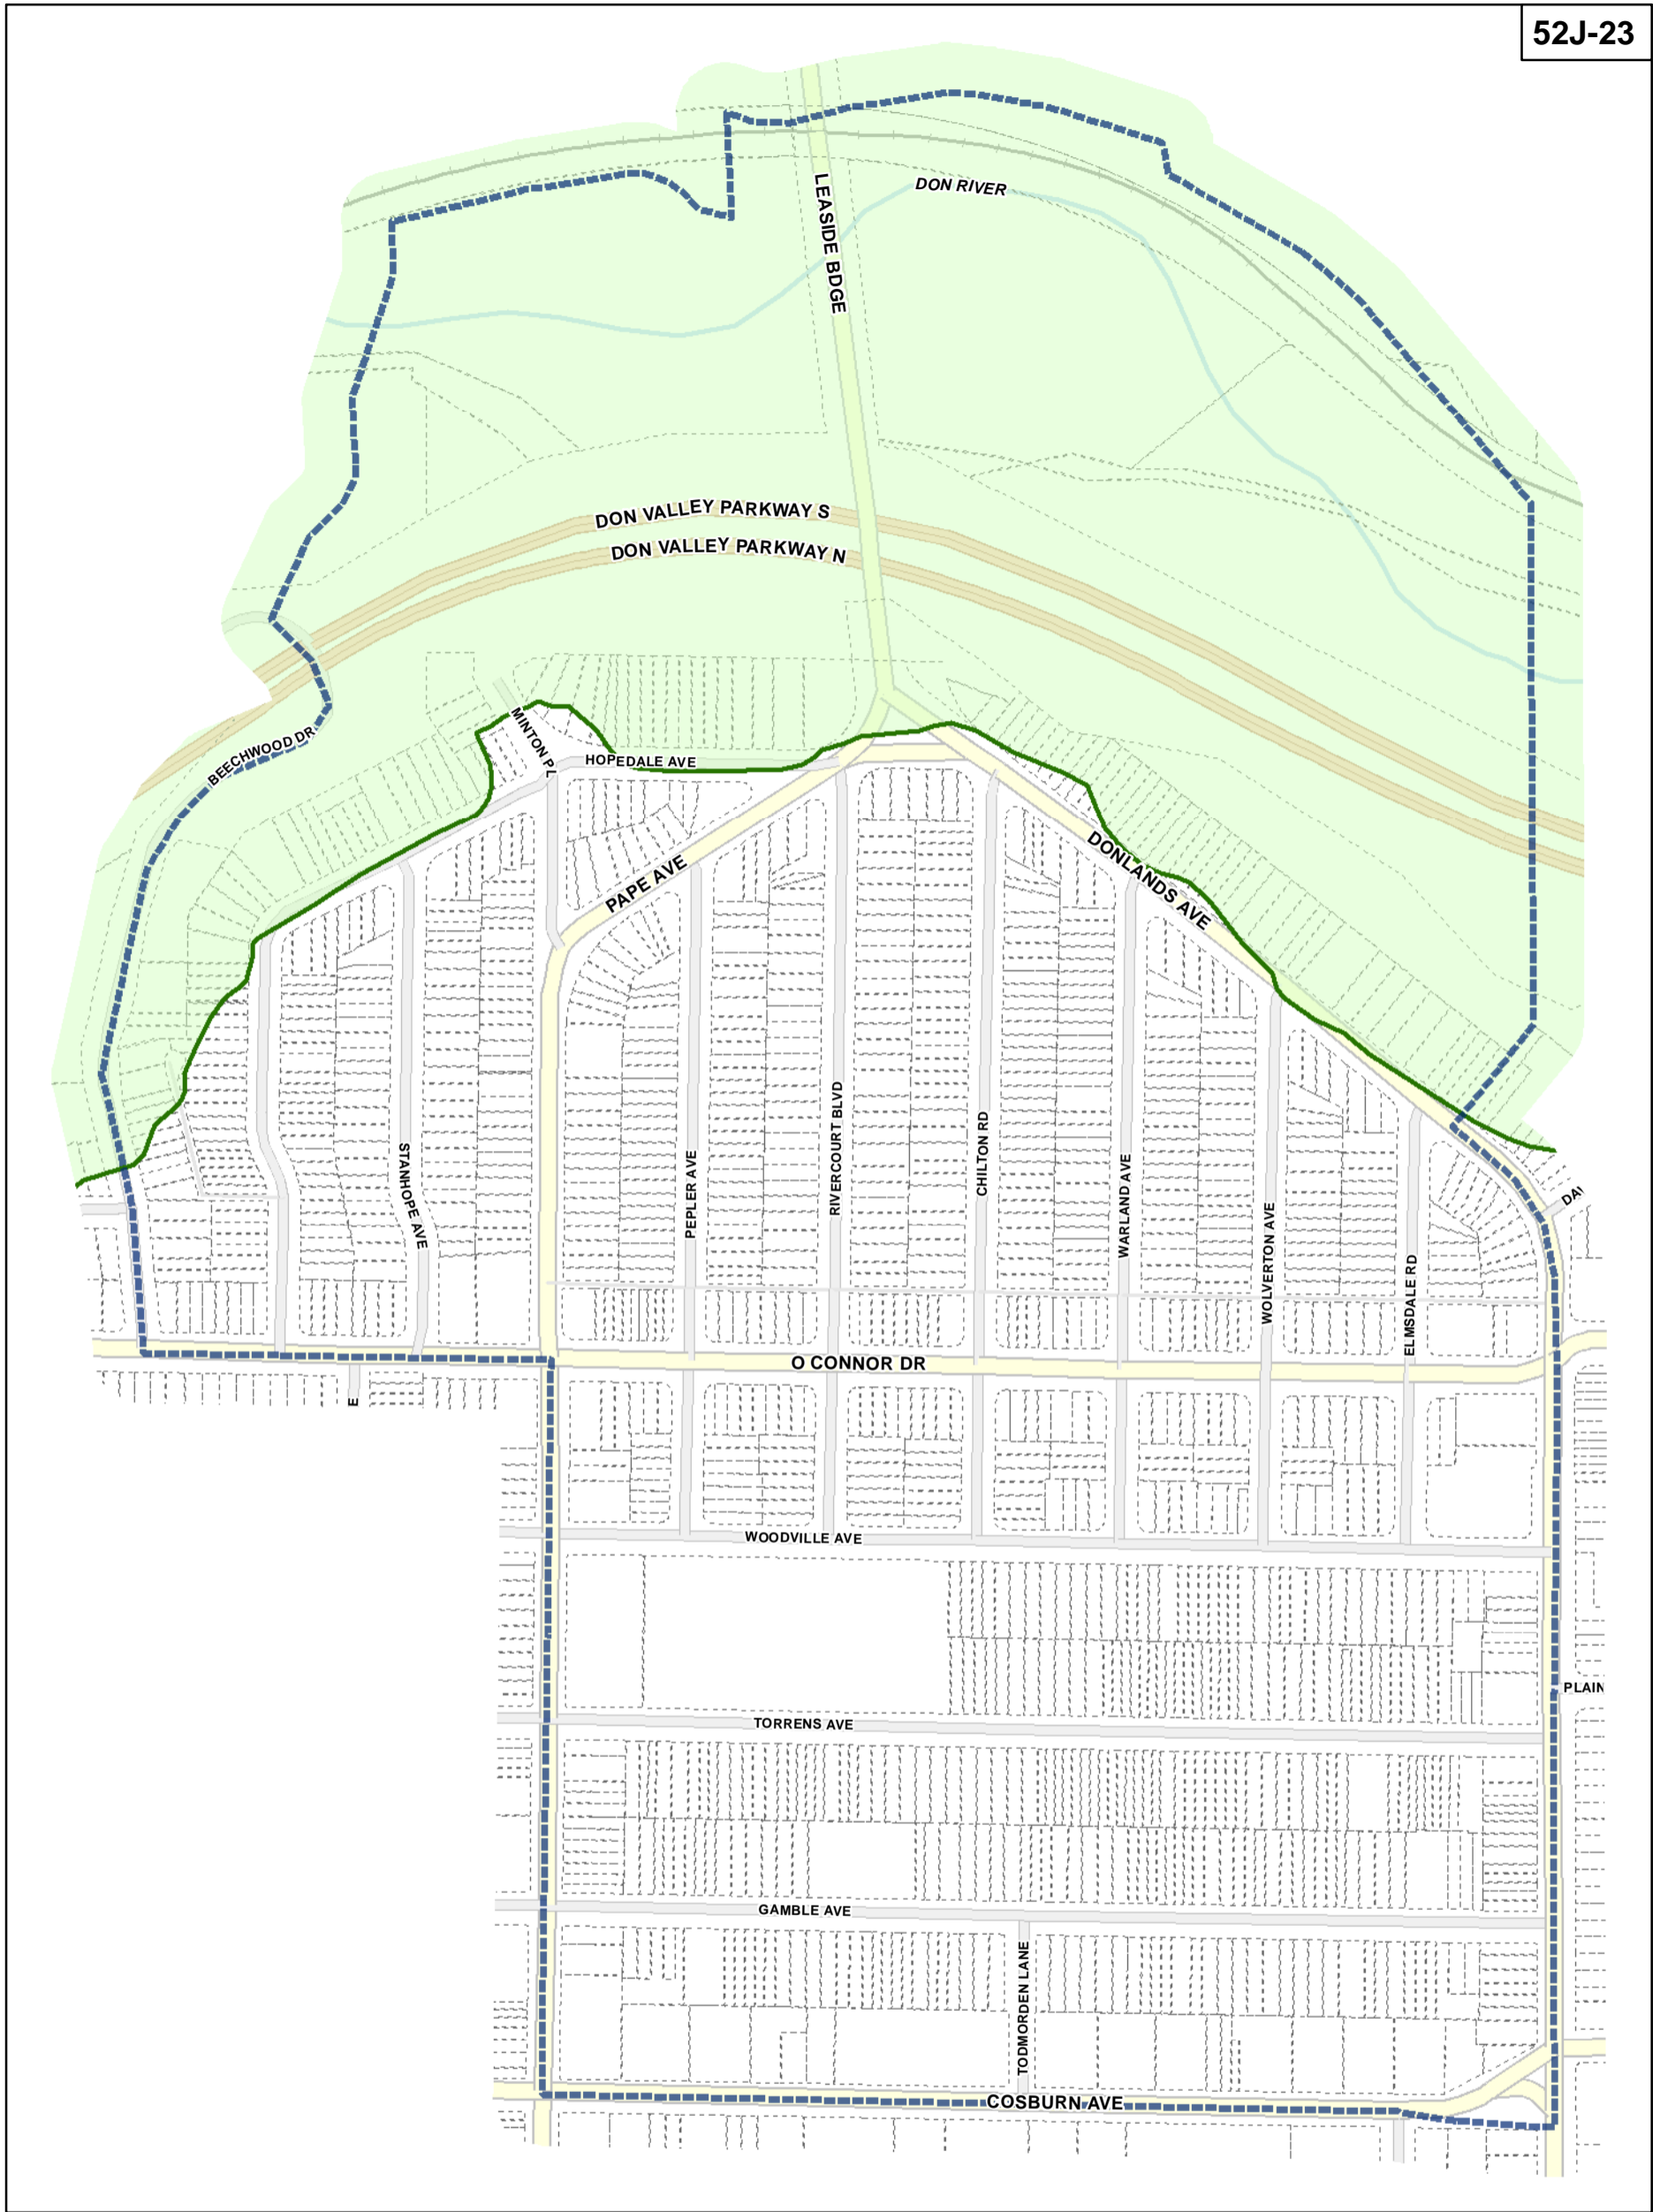 52J-23
DON RIVER
LEASIDE BDGE
DON VALLEY PARKWAY S
DON VALLEY PARKWAY N
BEECHWOOD DR
MINTON PL
HOPEDALE AVE
PAPE AVE
DONLANDS AVE
STANHOPE AVE
PEPLER AVE
RIVERCOURT BLVD
CHILTON RD
WARLAND AVE
WOLVERTON AVE
ELMSDALE RD
DAV
O CONNOR DR
E
WOODVILLE AVE
PLAIN
TORRENS AVE
GAMBLE AVE
TODMORDEN LANE
COSBURN AVE